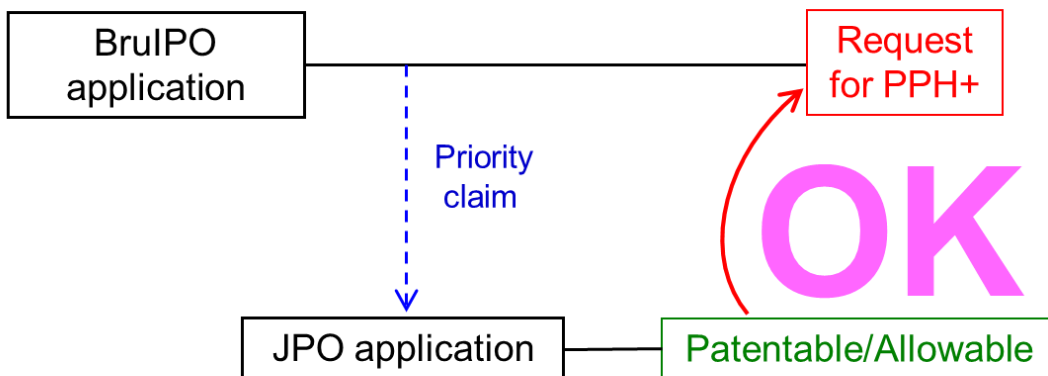 BruIPO
application
Request
for PPH+
Priority
claim
OK
JPO application
Patentable/Allowable